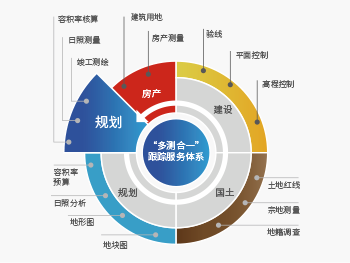 容积率核算
建筑用地
日照测量
房产测量
验线
竣工测绘
平面控制
高程控制
房产
规划
建设
“多测合一”
跟踪服务体系
容积率
预算
规划
国土
土地红线
日照分析
宗地测量
地形图
地籍调查
地块图